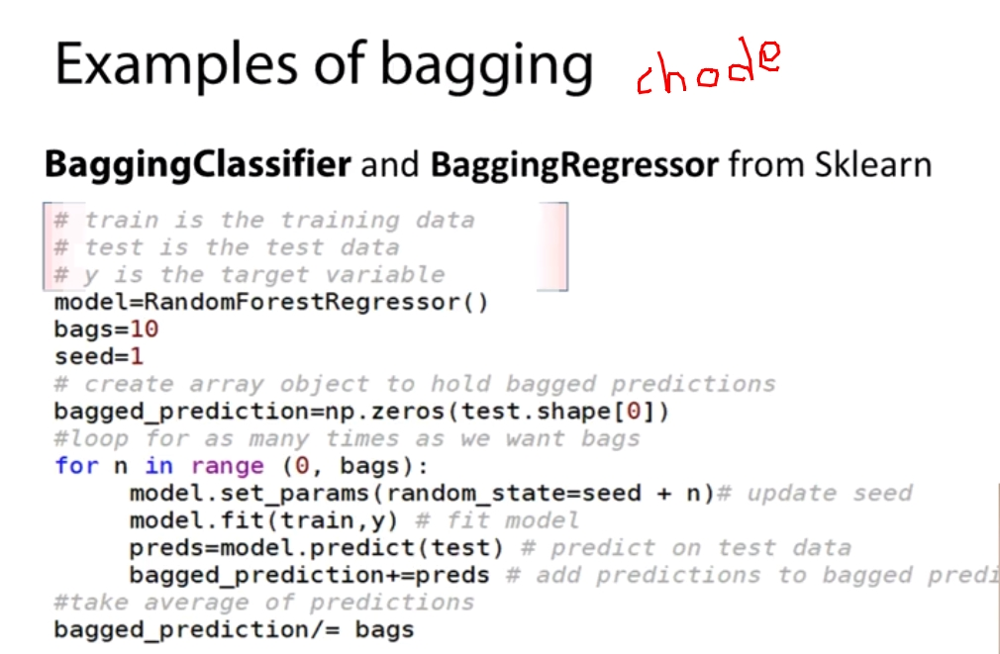 Examples of bagging chode
BaggingClassifier and BaggingRegressor from Sklearn
# train is the training data
# test is the test data
# y is the target variable
model=RandomForestRegressor()
bags=10
seed=1
# create array object to hold bagged predictions
bagged_prediction=np.zeros(test.shape[0])
#loop for as many times as we want bags
for n in range (0, bags):
model.set_params(random_state=seed + n)# update seed
model.fit(train,y) # fit model
preds=model.predict(test) # predict on test data
bagged_prediction+=preds # add predictions to bagged predi
#take average of predictions
bagged_prediction/= bags